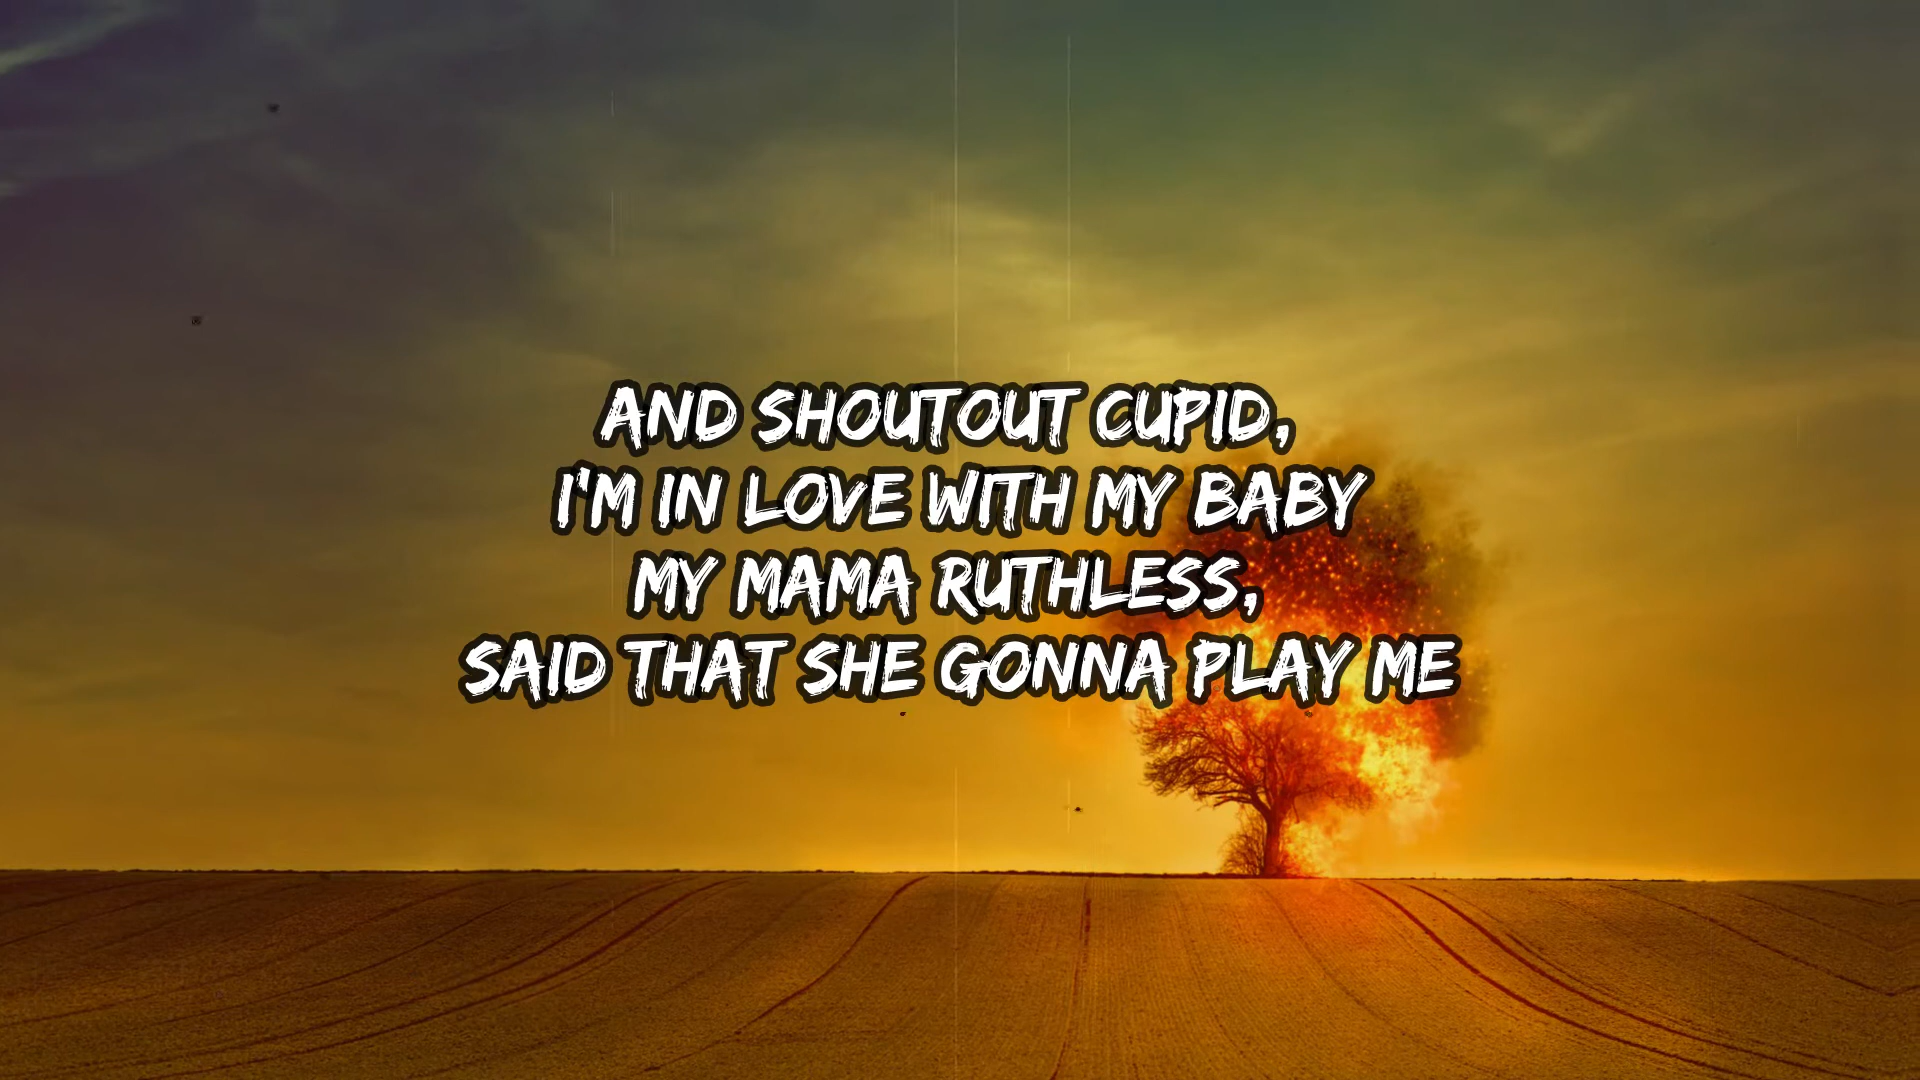 AND SHOUTOUT CUPID,
I'M IN LOVE WITH MY BABY
MY MAMA RUTHLESS,
SAID THAT SHE GONNA PLAY ME